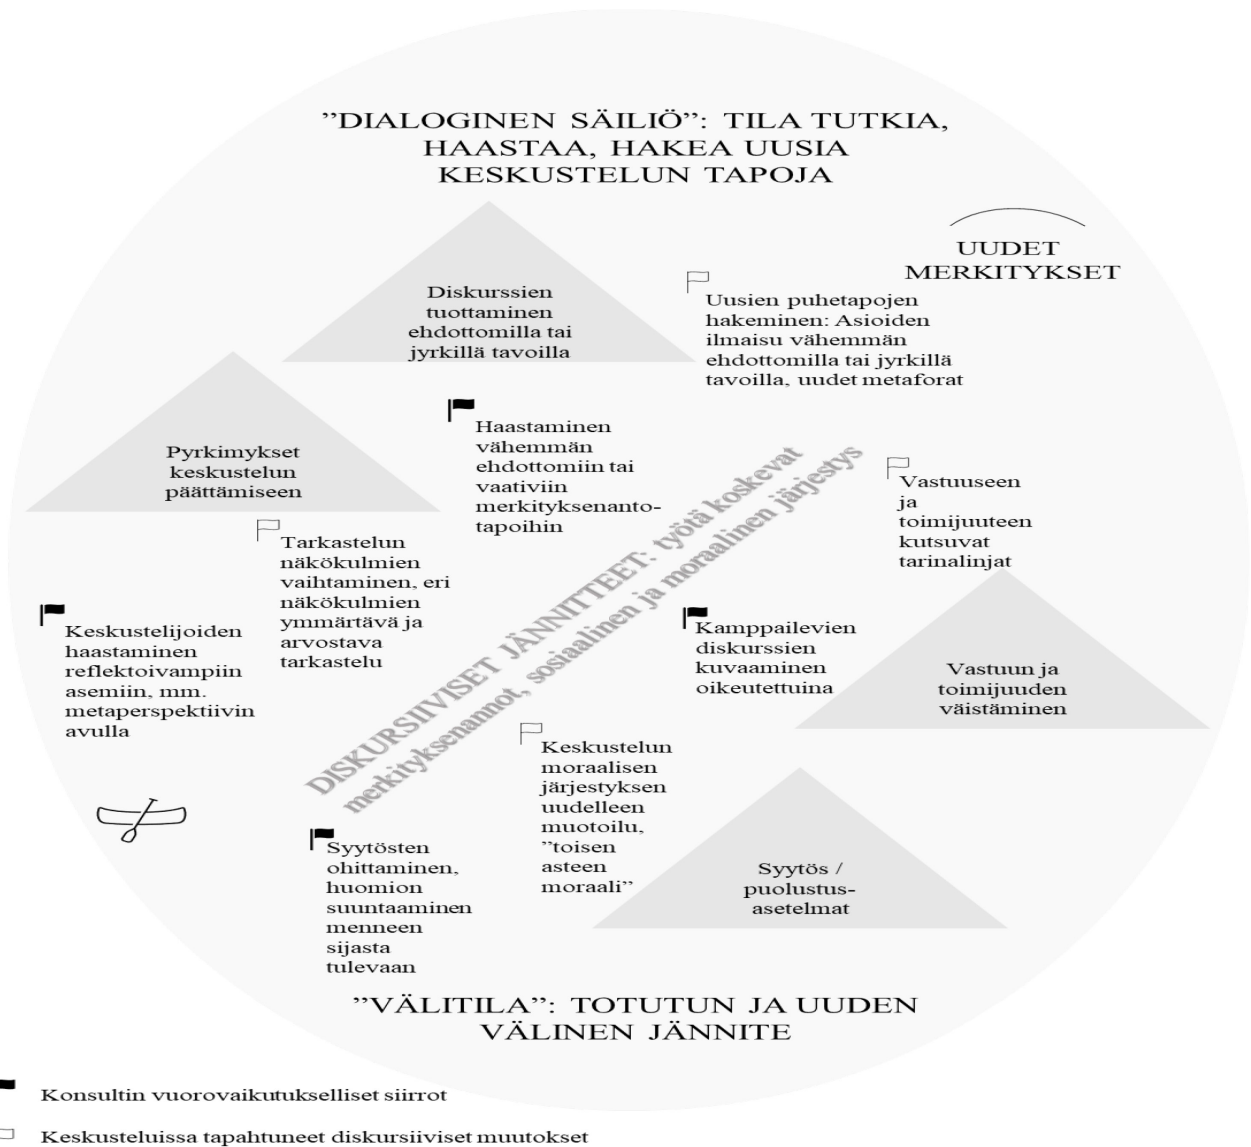 ”DIALOGINEN SÄILIÖ”: TILA TUTKIA,
HAASTAA, HAKEA UUSIA
KESKUSTELUN TAPOJA
UUDET
MERKITYKSET
Diskurssien
tuottaminen
ehdottomilla tai
jyrkillä tavoilla
Uusien puhetapojen
hakeminen: Asioiden
ilmaisu vähemmän
ehdottomilla tai jyrkillä
tavoilla, uudet metaforat
Pyrkimykset
keskustelun
päättämiseen
Haastaminen
vähemmän
ehdottomiin tai
vaativiin
merkityksenanto-
tapoihin
Vastuuseen
ja
toimijuuteen
kutsuvat
tarinalinjat
Tarkastelun
näkökulmien
vaihtaminen, eri
näkökulmien
ymmärtävä ja
arvostava
tarkastelu
DISKURSIIVISET JÄNNITTEET: työtä koskevat
merkityksenannot, sosiaalinen ja moraalinen järjestys
Keskustelijoiden
haastaminen
reflektoivampiin
asemiin, mm.
metaperspektiivin
avulla
Kamppailevien
diskurssien
kuvaaminen
oikeutettuina
Vastuun ja
toimijuuden
väistäminen
Keskustelun
moraalisen
järjestyksen
uudelleen
muotoilu,
”toisen
asteen
moraali”
Syytösten
ohittaminen,
huomion
suuntaaminen
menneen
sijasta
tulevaan
Syytös /
puolustus-
asetelmat
”VÄLITILA”: TOTUTUN JA UUDEN
VÄLINEN JÄNNITE
Konsultin vuorovaikutukselliset siirrot
Keskusteluissa tapahtuneet diskursiiviset muutokset